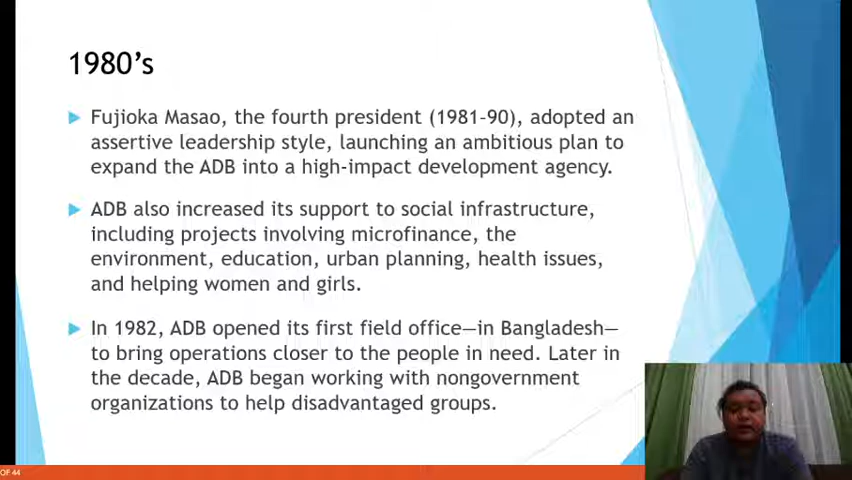 1980's
Fujioka Masao, the fourth president (1981-90), adopted an
assertive leadership style, launching an ambitious plan to
expand the ADB into a high-impact development agency.
ADB also increased its support to social infrastructure,
including projects involving microfinance, the
environment, education, urban planning, health issues,
and helping women and girls.
In 1982, ADB opened its first field office—in Bangladesh—
to bring operations closer to the people in need. Later in
the decade, ADB began working with nongovernment
organizations to help disadvantaged groups.
OF 44